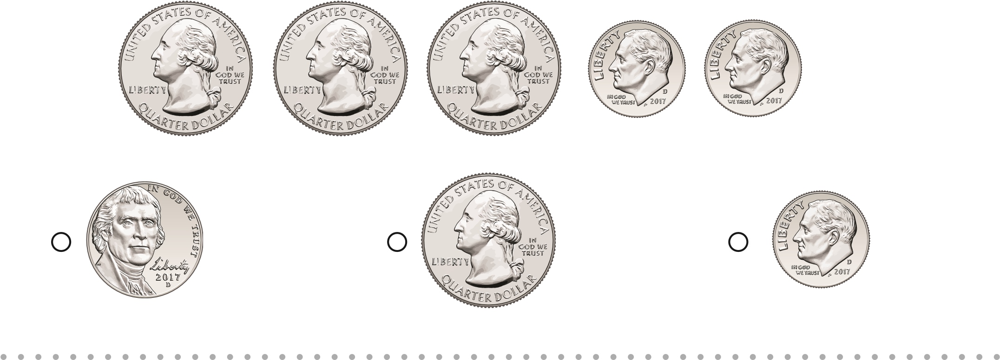 UNITED STATES OF AMERICA
LIBERTY
IN
GOD WE
TRUST
QUARTER DOLLAR
UNITED STATES OF AMERICA
LIBERTY
IN
GOD WE
TRUST
QUARTER DOLLAR
UNITED STATES OF AMERICA
LIBERTY
IN
GOD WE
TRUST
QUARTER DOLLAR
LIBERTY
IN GOD
WE TRUST
D
2017
LIBERTY
IN GOD
WE TRUST
D
2017
IN GOD WE TRUST
Liberty
2017
D
UNITED STATES OF AMERICA
LIBERTY
IN
GOD WE
TRUST
QUARTER DOLLAR
LIBERTY
IN GOD
WE TRUST
D
2017